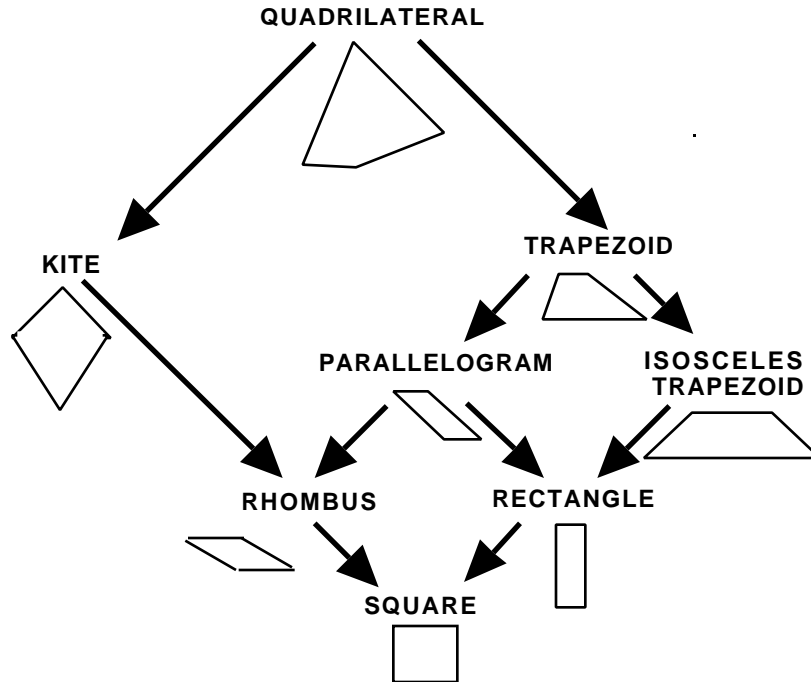 QUADRILATERAL
TRAPEZOID
KITE
PARALLELOGRAM
ISOSCELES
TRAPEZOID
RHOMBUS
RECTANGLE
SQUARE